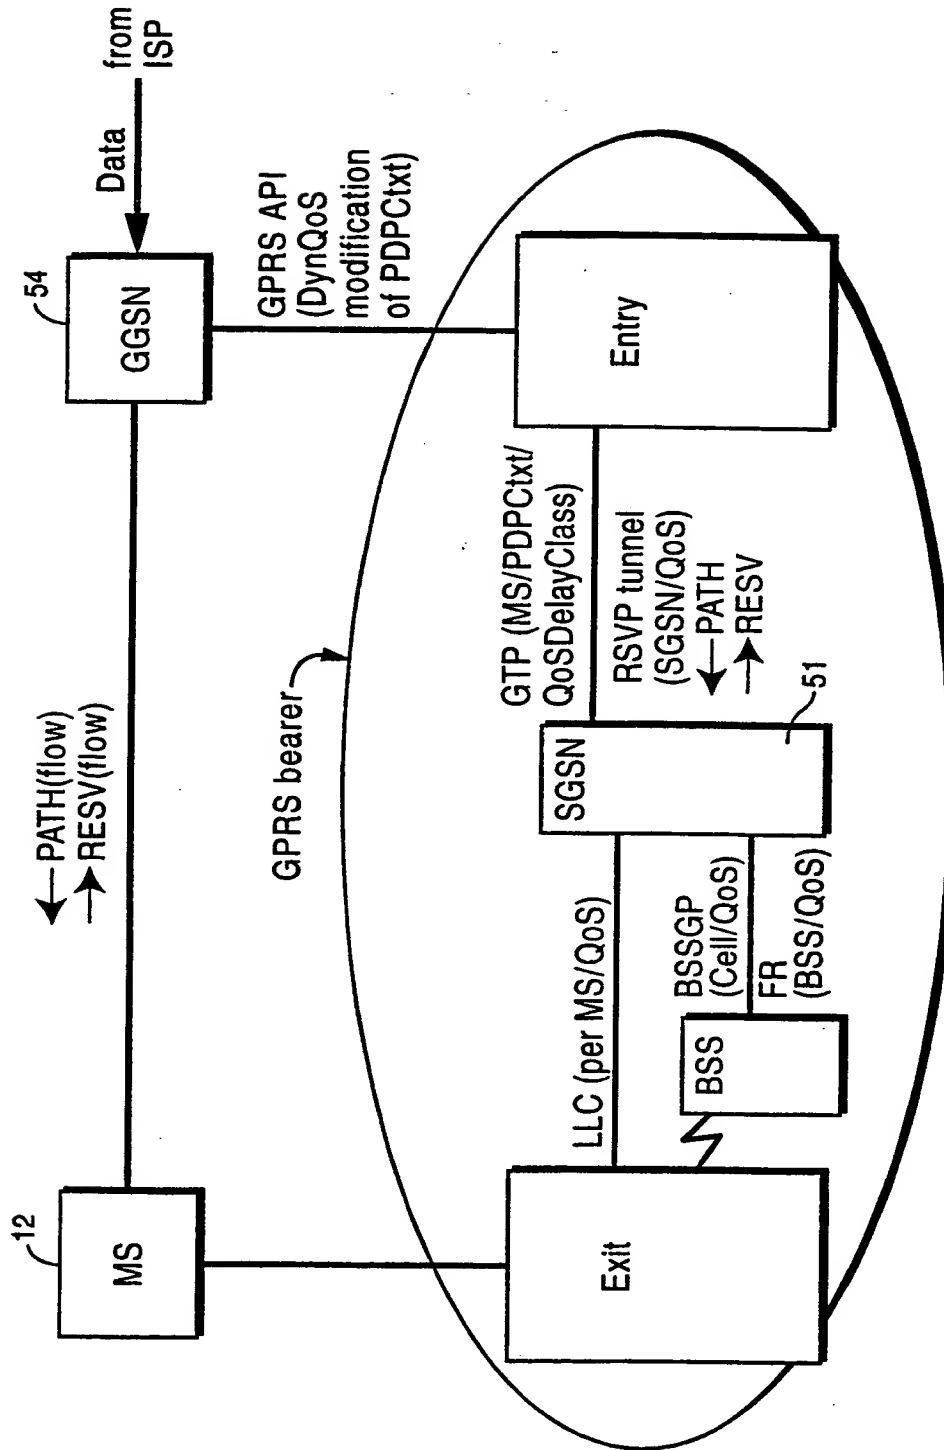 12
MS
←PATH(flow)
→RESV(flow)
54
GGSN
Data
from
ISP
GPRS API
(DynQoS
modification
of PDPCtxt)
GPRS bearer
Exit
LLC (per MS/QoS)
BSS
BSSGP
(Cell/QoS)
FR
(BSS/QoS)
SGSN
51
GTP (MS/PDPCtxt/
QoSDelayClass)
RSVP tunnel
(SGSN/QoS)
←PATH
→RESV
Entry